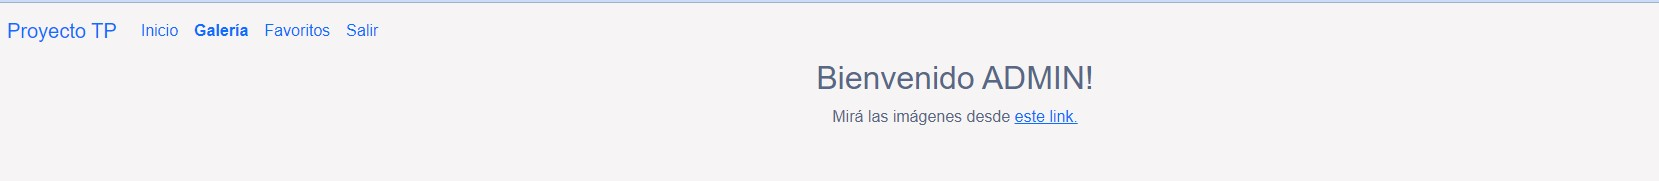 Proyecto TP Inicio Galería Favoritos Salir
Bienvenido ADMIN!
Mirá las imágenes desde este link.